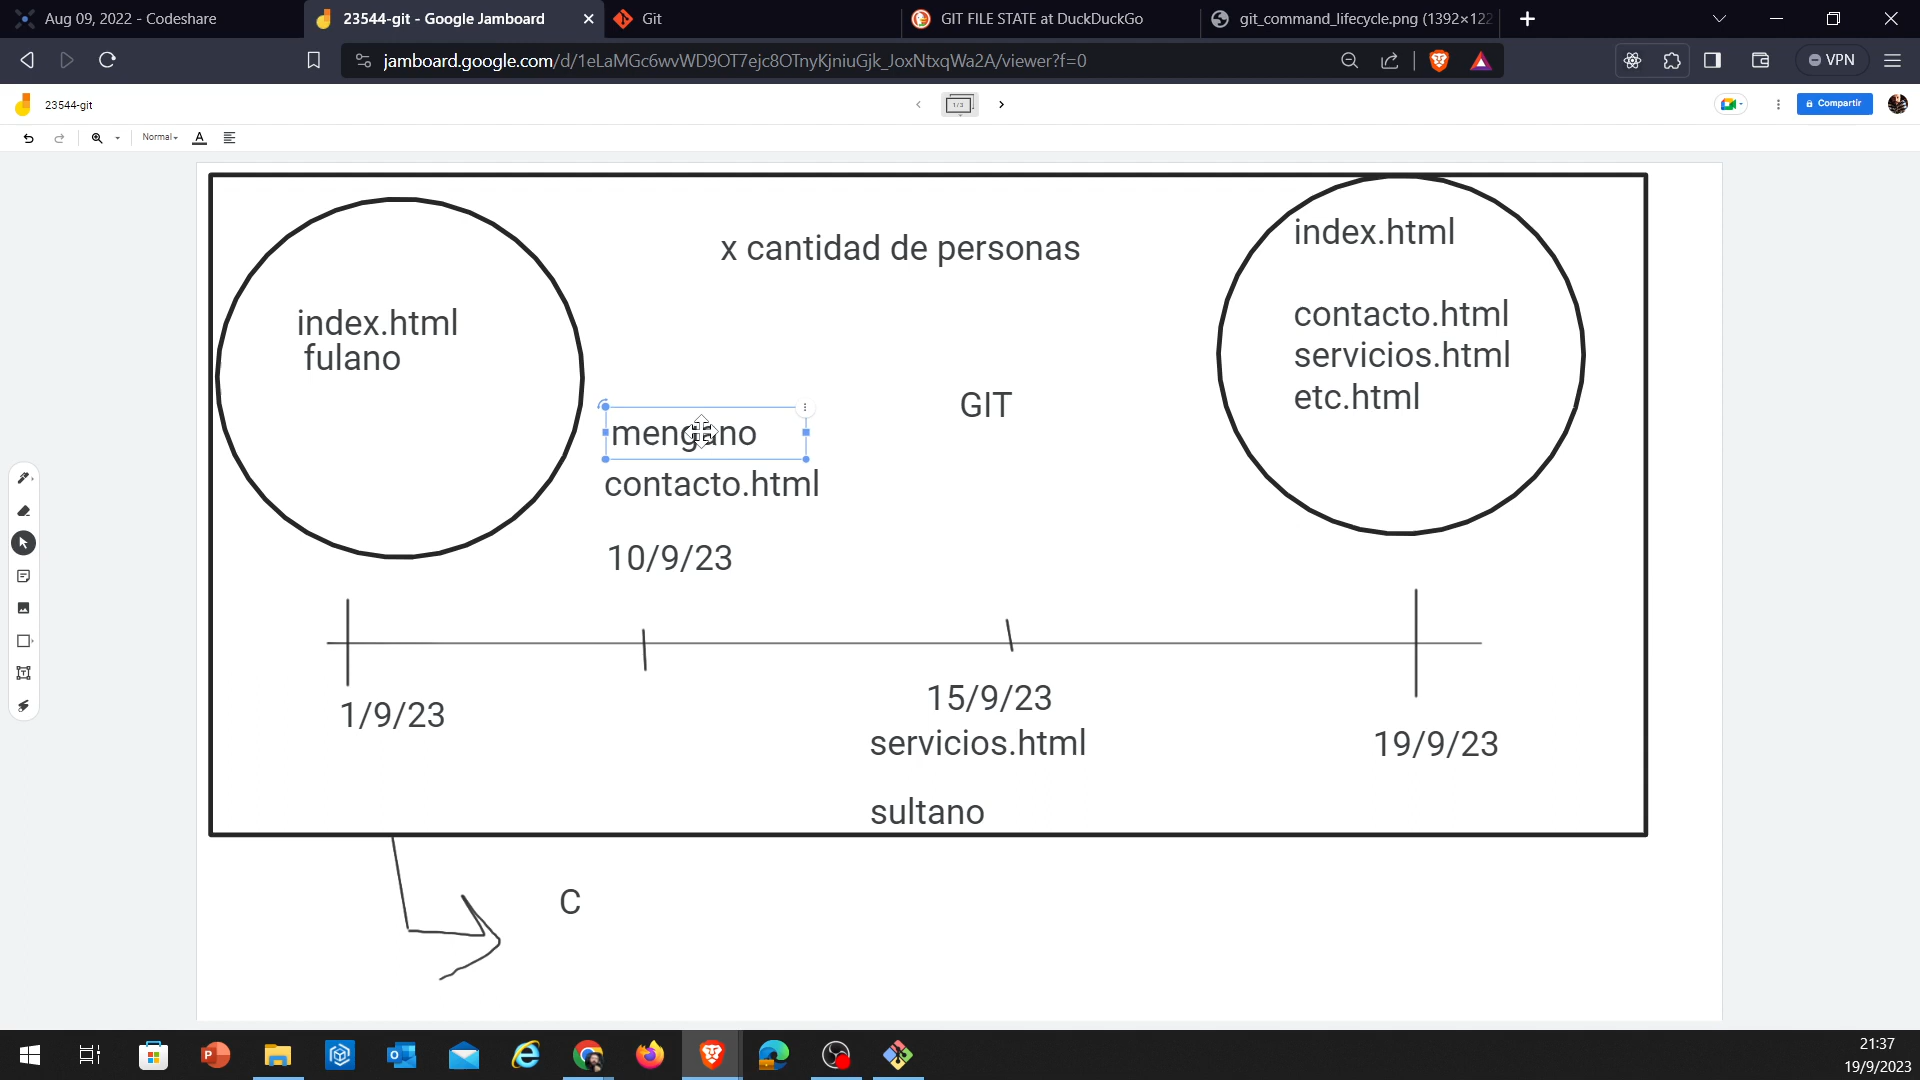 Aug 09, 2022 - Codeshare
23544-git - Google Jamboard
Git
GIT FILE STATE at DuckDuckGo
git_command_lifecycle.png (1392×122
jamboard.google.com/d/1eLaMGc6wvWD9OT7ejc8OTnyKjniuGjk_JoxNtxqWa2A/viewer?f=0
VPN
23544-git
1/3
Compartir
Normal
x cantidad de personas
index.html
contacto.html
servicios.html
etc.html
index.html
fulano
GIT
mengano
contacto.html
10/9/23
1/9/23
15/9/23
servicios.html
19/9/23
sultano
C
21:37
19/9/2023